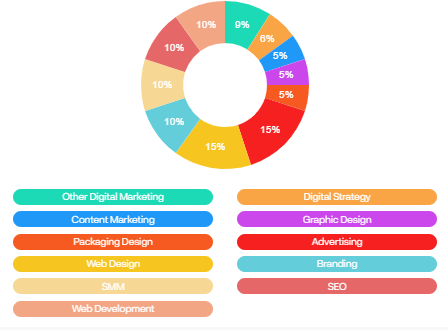 10%
9%
6%
10%
5%
5%
10%
5%
10%
15%
15%
Other Digital Marketing
Digital Strategy
Content Marketing
Graphic Design
Packaging Design
Advertising
Web Design
Branding
SMM
SEO
Web Development